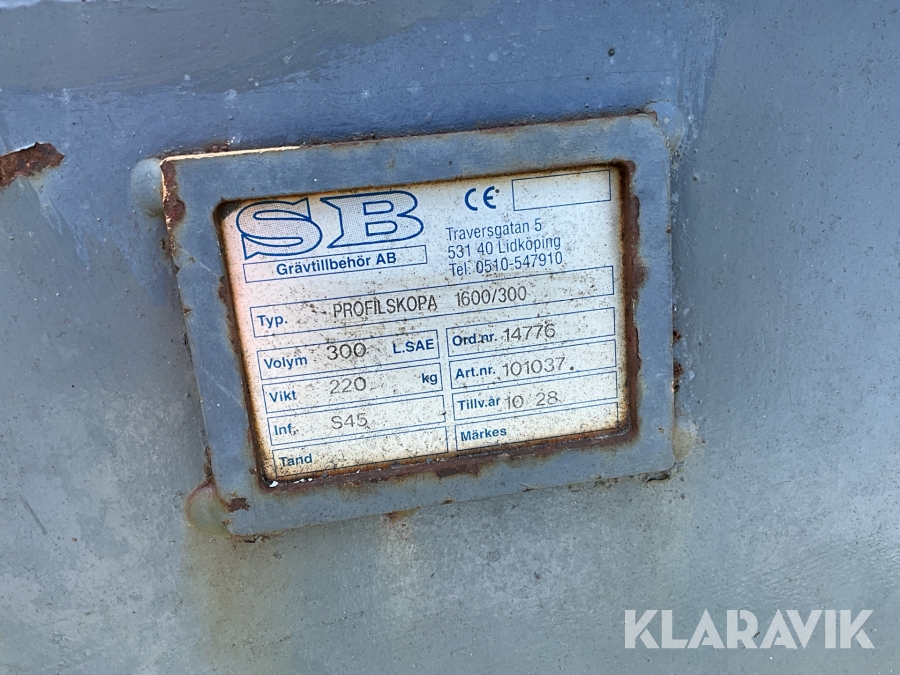 SB
Grävtillbehör AB
CE
Traversgatan 5
531 40 Lidköping
Tel. 0510-547910
Typ. PROFILSKOPA 1600/300
Volym 300 L.SAE
Vikt 220 kg
Inf. S45
Tand
Ord.nr. 14776
Art.nr. 101037.
Tillv.år 10 28
Märkes
KLARAVIK